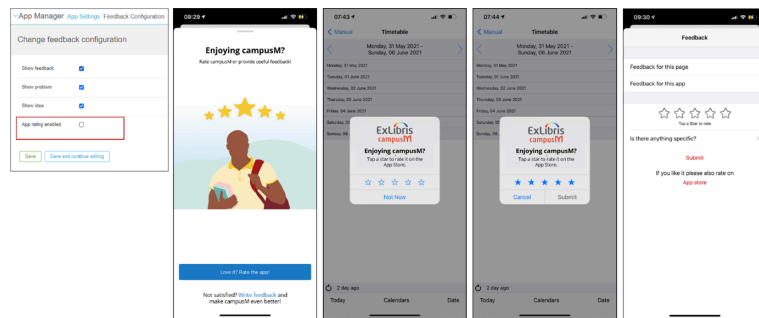 App Manager App Settings Feedback Configuration
Change feedback configuration
Show feedback
Show problem
Show idea
App rating enabled
Save
Save and continue editing
09:29
Enjoying campusM?
Rate campusM or provide useful feedback!
Love it? Rate the app!
Not satisfied? Write feedback and
make campusM even better!
07:43
Manual
Timetable
Monday, 31 May 2021 -
Sunday, 06 June 2021
Monday, 31 May 2021
Tuesday, 01 June 2021
Wednesday, 02 June 2021
Thursday, 03 June 2021
Friday, 04 June 2021
Saturday, 0
Sunday, 06
ExLibris
campusM
Enjoying campusM?
Tap a star to rate it on the
App Store.
Not Now
2 day ago
Today
Calendars
Date
07:44
Manual
Timetable
Monday, 31 May 2021 -
Sunday, 06 June 2021
Monday, 31 May 2021
Tuesday, 01 June 2021
Wednesday, 02 June 2021
Thursday, 03 June 2021
Friday, 04 June 2021
Saturday, 0
Sunday, 06
ExLibris
campusM
Enjoying campusM?
Tap a star to rate it on the
App Store.
Cancel
Submit
2 day ago
Today
Calendars
Date
09:30
Feedback
Feedback for this page
Feedback for this app
Tap a Star to rate
Is there anything specific?
Submit
If you like it please also rate on
App store